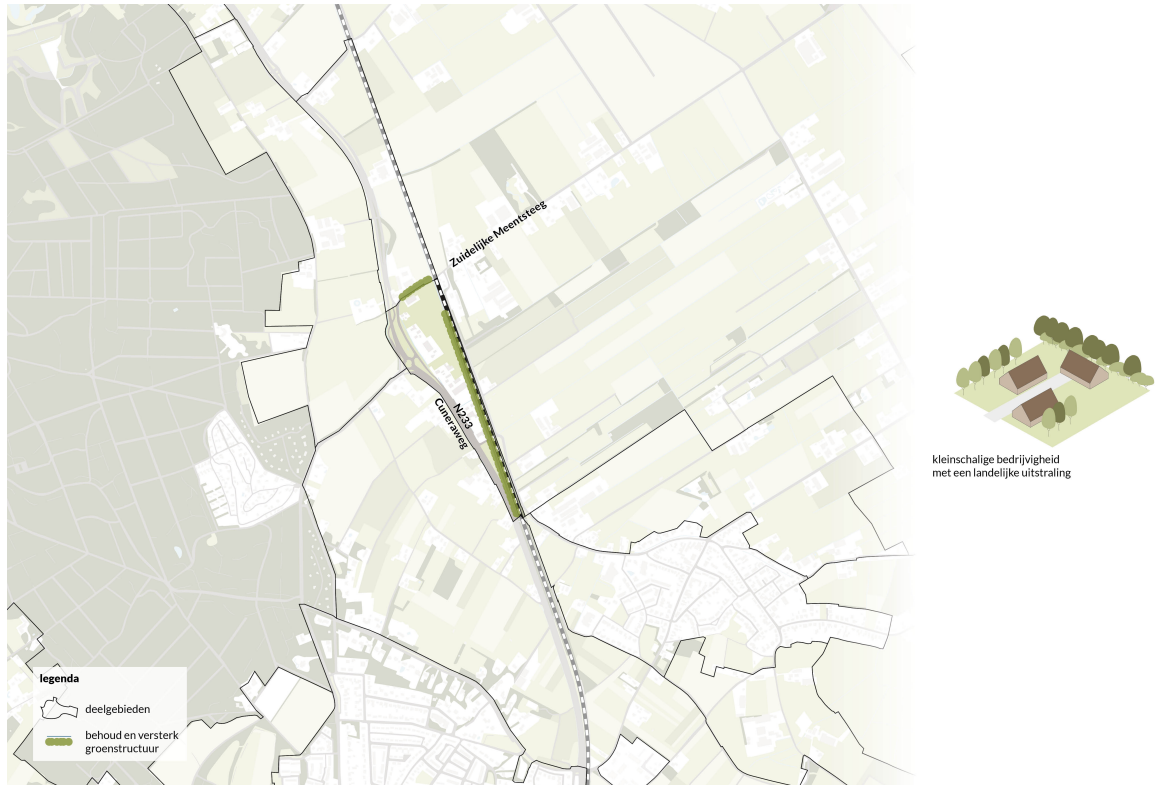 Zuidelijke Meentsteeg
N233
Cuneraweg
kleinschalige bedrijvigheid
met een landelijke uitstraling
legenda
deelgebieden
behoud en versterk
groenstructuur